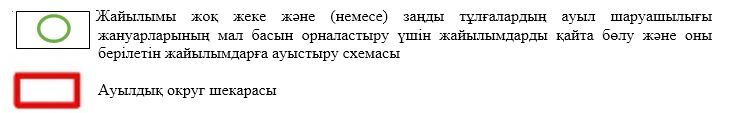 Жайылымы жоқ жеке және (немесе) заңды тұлғалардың ауыл шаруашылығы
жануарларының мал басын орналастыру үшін жайылымдарды қайта бөлу және оны
берілетін жайылымдарға ауыстыру схемасы
Ауылдық округ шекарасы